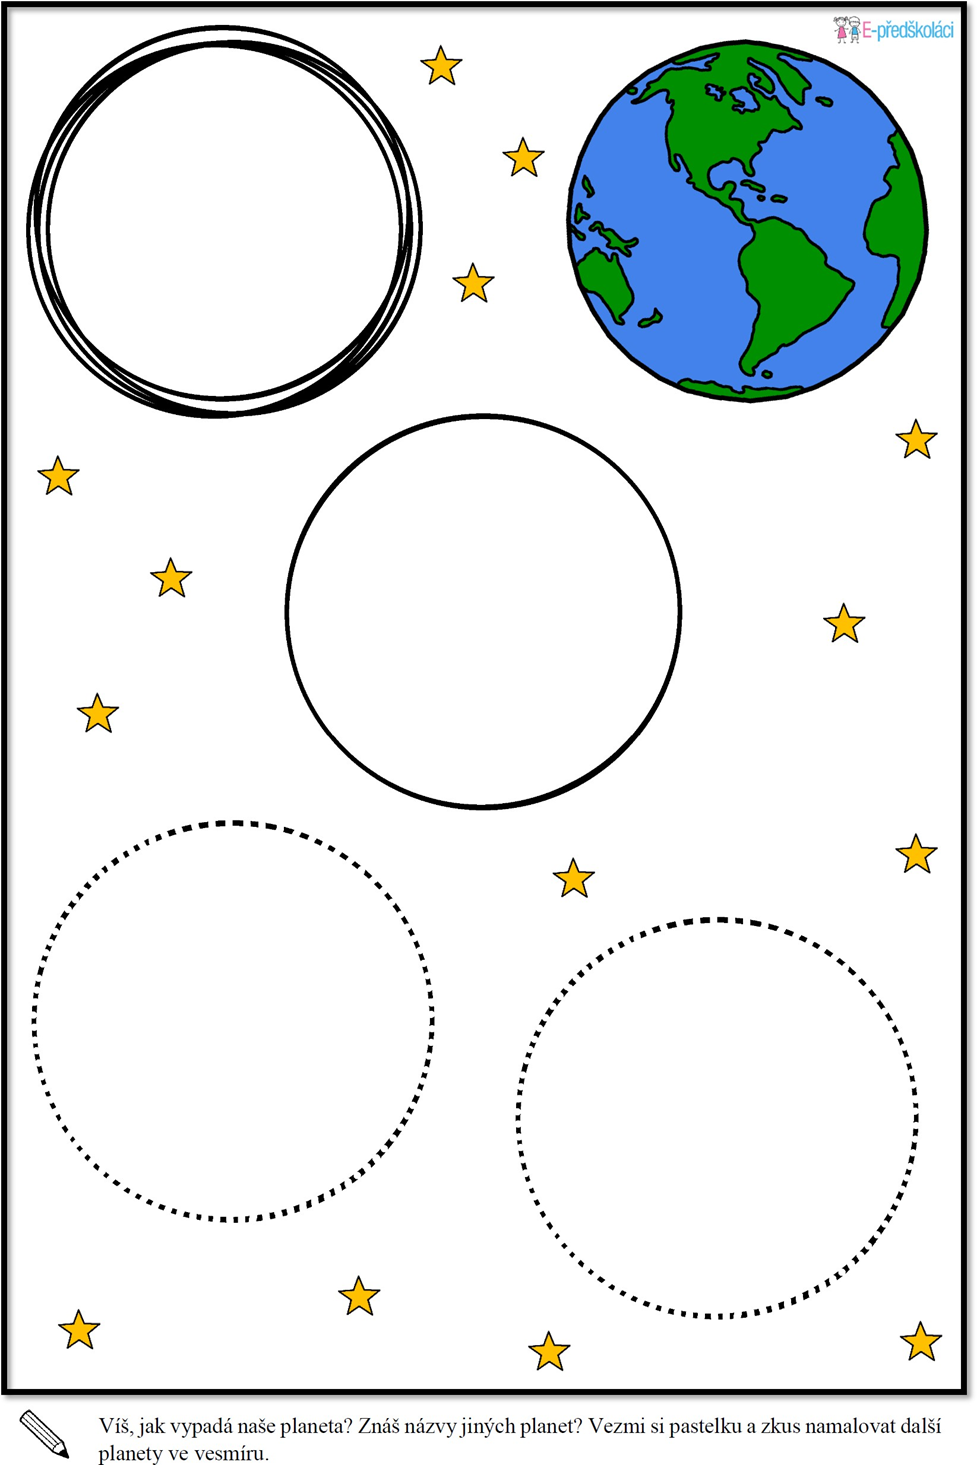 E-předškoláci
Víš, jak vypadá naše planeta? Znáš názvy jiných planet? Vezmi si pastelku a zkus namalovat další
planety ve vesmíru.